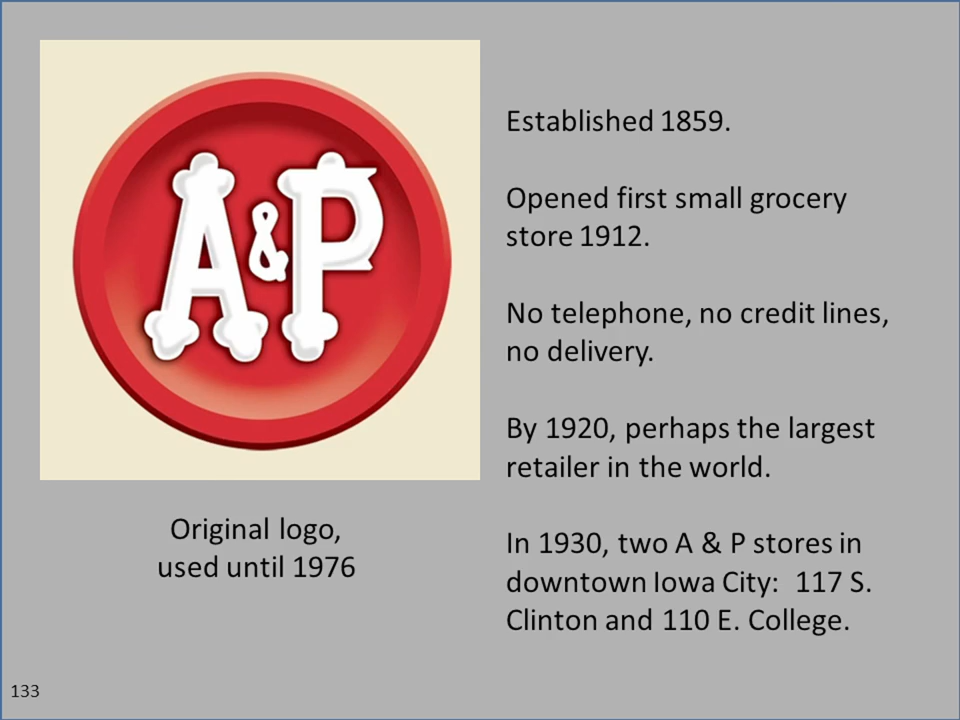 A&P
Original logo,
used until 1976
Established 1859.
Opened first small grocery
store 1912.
No telephone, no credit lines,
no delivery.
By 1920, perhaps the largest
retailer in the world.
In 1930, two A & P stores in
downtown Iowa City:  117 S.
Clinton and 110 E. College.
133